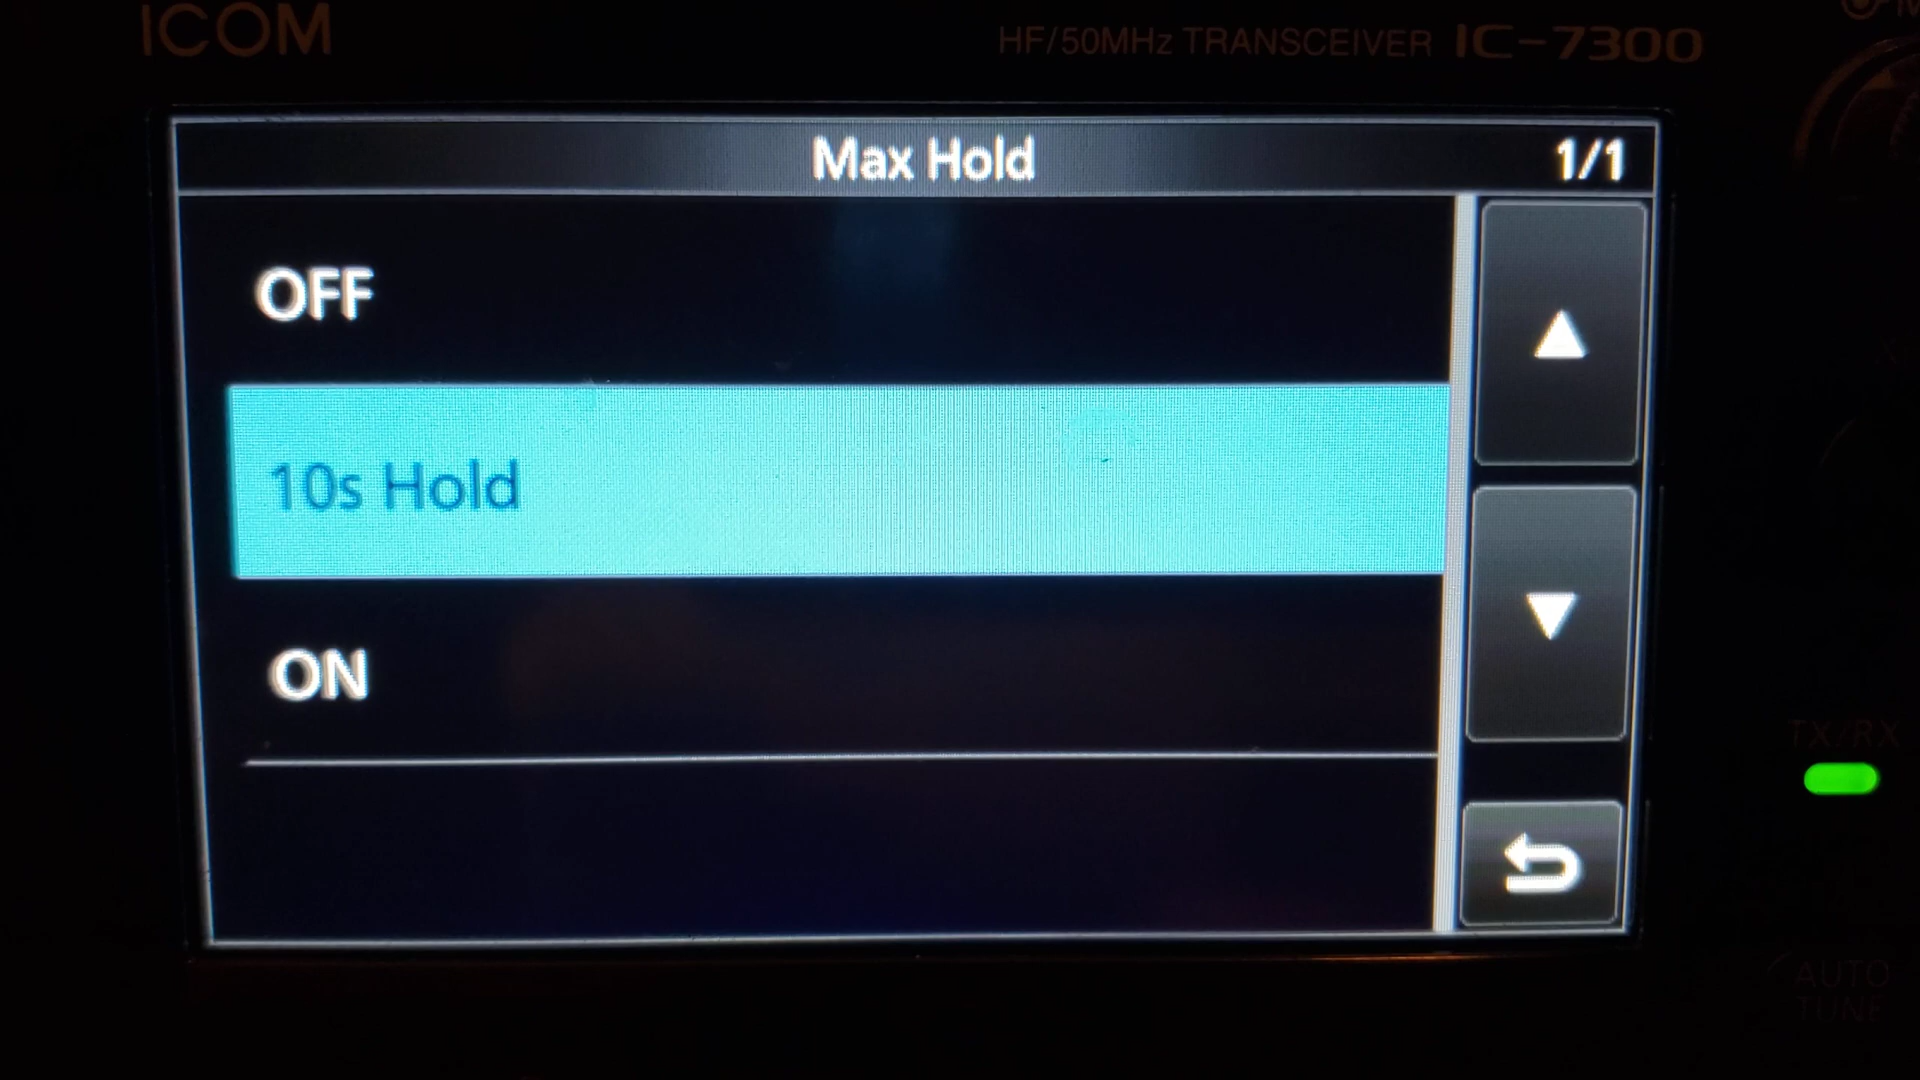 ICOM
HF/50MHz TRANSCEIVER IC-7300
Max Hold
1/1
OFF
10s Hold
ON
TX/RX
AUTO
TUNE